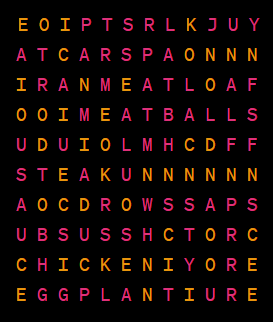 E O I P T S R L K J U Y
A T C A R S P A O N N N
I R A N M E A T L O A F
O O I M E A T B A L L S
U D U I O L M H C D F F
S T E A K U N N N N N N
A O C D R O W S S A P S
U B S U S S H C T O R C
C H I C K E N I Y O R E
E G G P L A N T I U R E